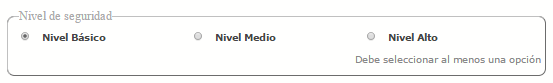 Nivel de seguridad
Nivel Básico Nivel Medio Nivel Alto
Debe seleccionar al menos una opción